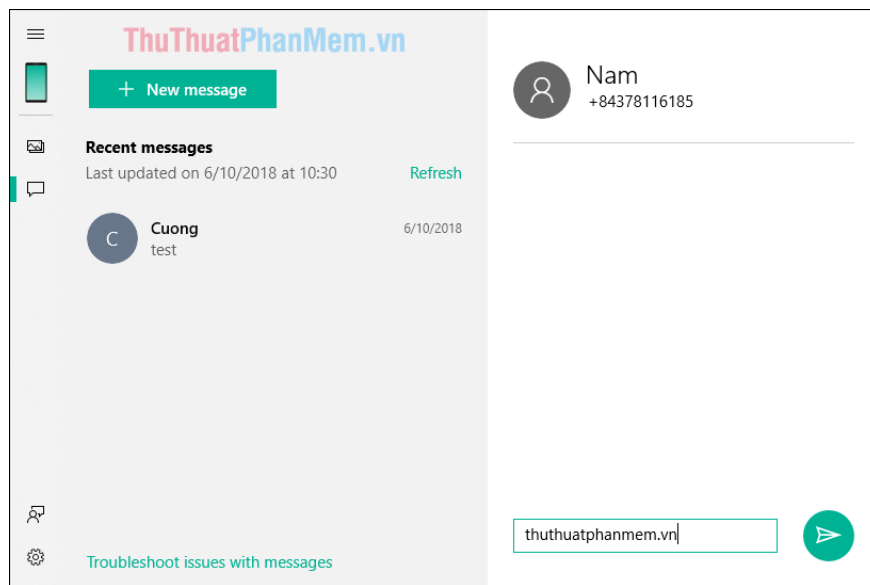 ThuThuatPhanMem.vn
+ New message
Recent messages
Last updated on 6/10/2018 at 10:30 Refresh
C
Cuong 6/10/2018
test
Troubleshoot issues with messages
Nam
+84378116185
thuthuatphanmem.vn